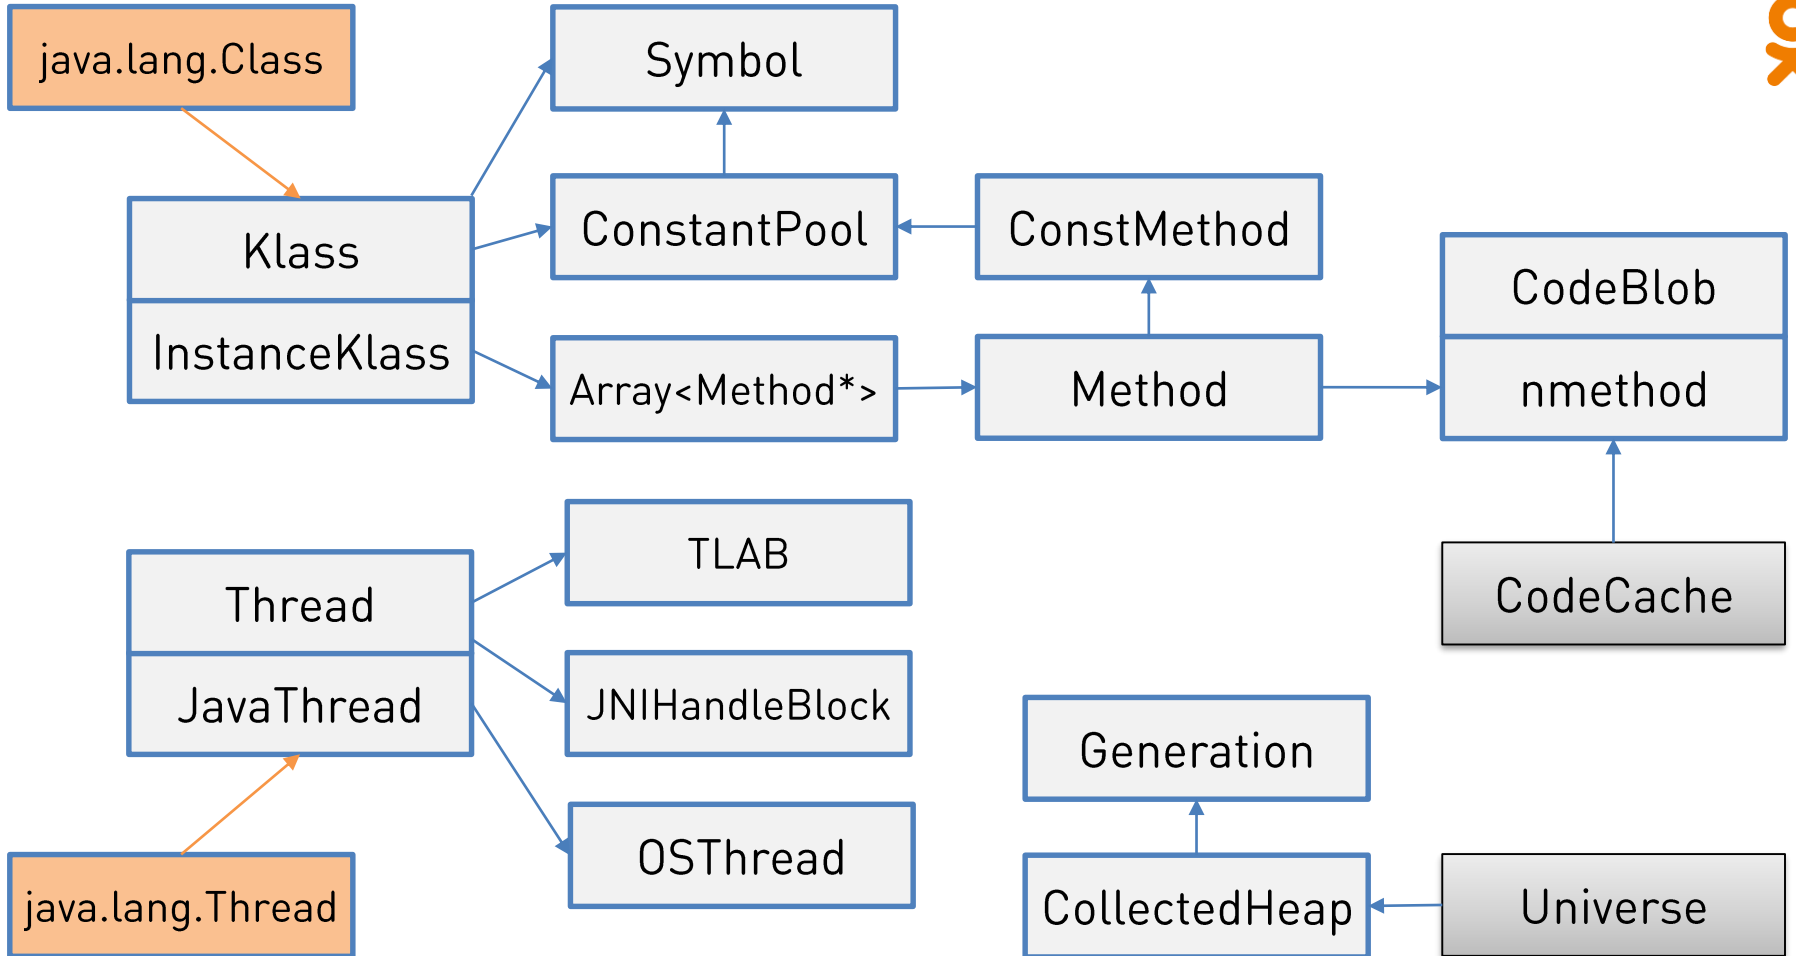 java.lang.Class
Symbol
Klass
ConstantPool
ConstMethod
InstanceKlass
Array<Method*>
Method
CodeBlob
nmethod
CodeCache
Thread
TLAB
JavaThread
JNIHandleBlock
OSThread
java.lang.Thread
Generation
CollectedHeap
Universe